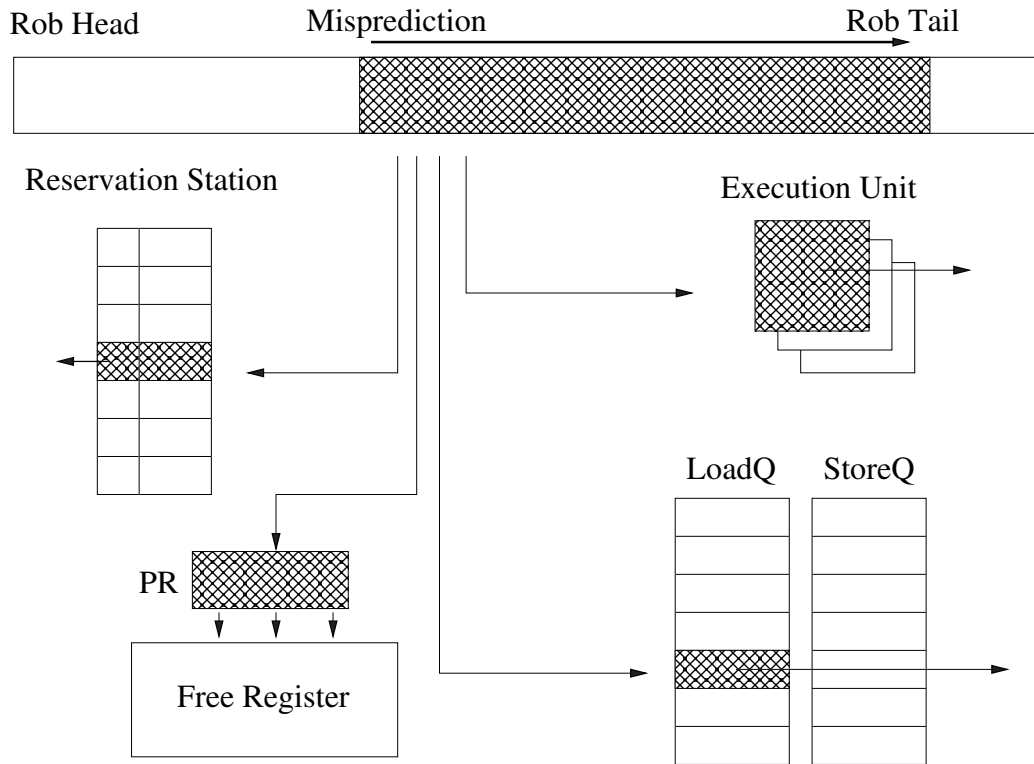 Rob Head
Misprediction
Rob Tail
Reservation Station
Execution Unit
LoadQ
StoreQ
PR
Free Register